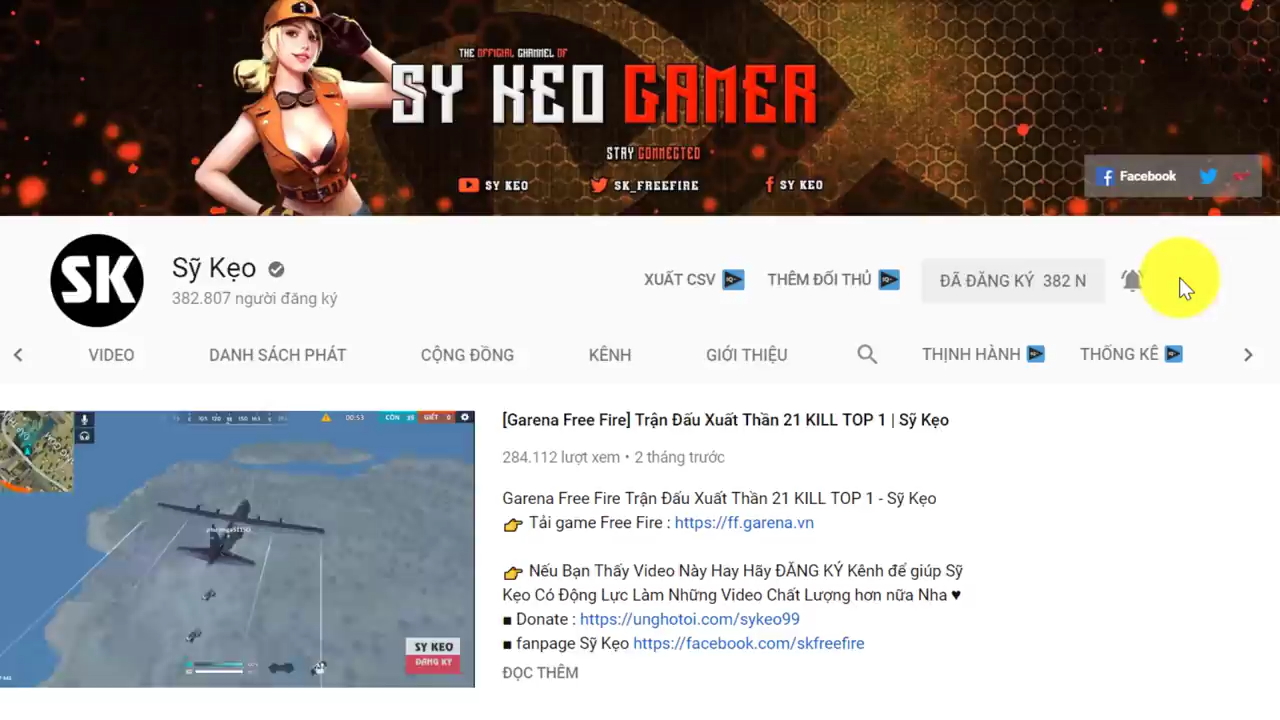 THE OFFICIAL CHANNEL OF
SY KEO GAMER
STAY CONNECTED
SY KEO SK_FREEFIRE SY KEO
Facebook
SK
Sỹ Kẹo
382.807 người đăng ký
XUẤT CSV THÊM ĐỐI THỦ ĐÃ ĐĂNG KÝ 382 N
VIDEO DANH SÁCH PHÁT CỘNG ĐỒNG KÊNH GIỚI THIỆU THỊNH HÀNH THỐNG KÊ
[Garena Free Fire] Trận Đấu Xuất Thần 21 KILL TOP 1 | Sỹ Kẹo
284.112 lượt xem • 2 tháng trước
Garena Free Fire Trận Đấu Xuất Thần 21 KILL TOP 1 - Sỹ Kẹo
👉 Tải game Free Fire : https://ff.garena.vn
👉 Nếu Bạn Thấy Video Này Hay Hãy ĐĂNG KÝ Kênh để giúp Sỹ
Kẹo Có Động Lực Làm Những Video Chất Lượng hơn nữa Nha ♥
■ Donate : https://unghotoi.com/sykeo99
■ fanpage Sỹ Kẹo https://facebook.com/skfreefire
ĐỌC THÊM
00:53 CÒN 35 GIẾT 0
SY KEO
ĐĂNG KÝ